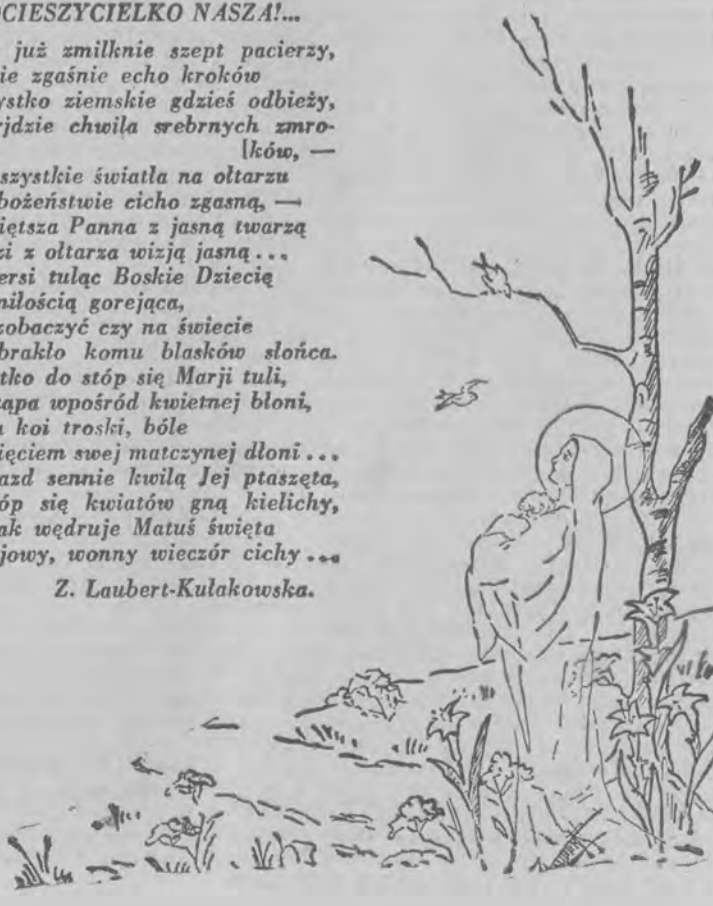 OCIESZYCIELKO NASZA!...
już zmilknie szept pacierzy,
ie zgaśnie echo kroków
ystko ziemskie gdzieś odbieży,
yjdzie chwila srebrnych zmro-
[ków, —
szystkie światła na ołtarzu
bożeństwie cicho zgasną, —
iętsza Panna z jasną twarzą
zi z ołtarza wizją jasną...
ersi tuląc Boskie Dziecię
miłością gorejąca,
zobaczyć czy na świecie
brakło komu blasków słońca.
tko do stóp się Marji tuli,
ąpa wpośród kwietnej błoni,
a koi troski, bóle
ięciem swej matczynej dłoni...
azd sennie kwilą Jej ptaszęta,
óp się kwiatów gną kielichy,
ak wędruje Matuś święta
jowy, wonny wieczór cichy...
Z. Laubert-Kułakowska.